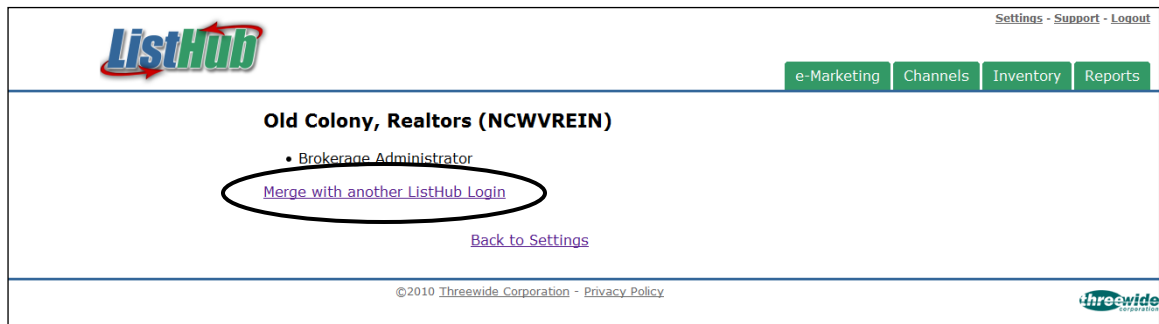 Settings - Support - Logout
ListHub
e-Marketing Channels Inventory Reports
Old Colony, Realtors (NCWVREIN)
• Brokerage Administrator
Merge with another ListHub Login
Back to Settings
©2010 Threewide Corporation - Privacy Policy
threewide
corporation